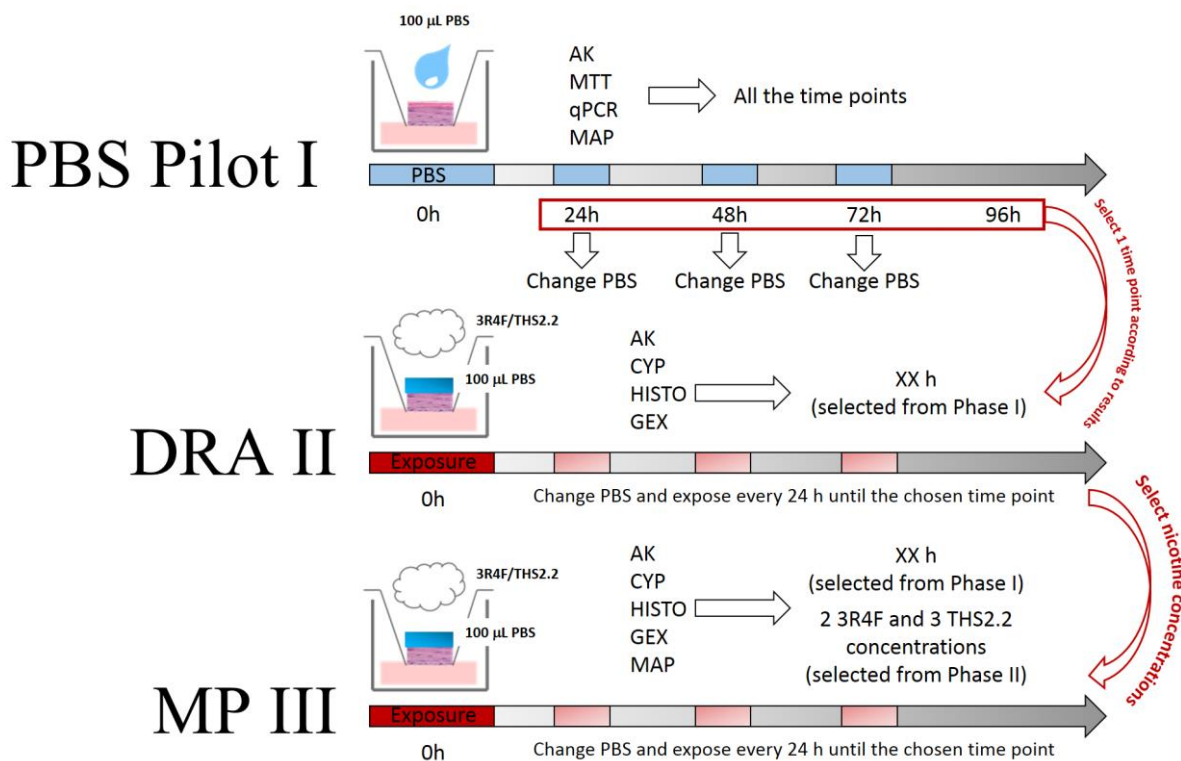 100 µL PBS
AK
MTT
qPCR
MAP
All the time points
PBS Pilot I
PBS
0h
24h
48h
72h
96h
Change PBS
Change PBS
Change PBS
Select 1 time point according to results
3R4F/THS2.2
100 µL PBS
AK
CYP
HISTO
GEX
XX h
(selected from Phase I)
DRA II
Exposure
0h
Change PBS and expose every 24 h until the chosen time point
Select nicotine concentrations
3R4F/THS2.2
100 µL PBS
AK
CYP
HISTO
GEX
MAP
XX h
(selected from Phase I)
2 3R4F and 3 THS2.2
concentrations
(selected from Phase II)
MP III
Exposure
0h
Change PBS and expose every 24 h until the chosen time point